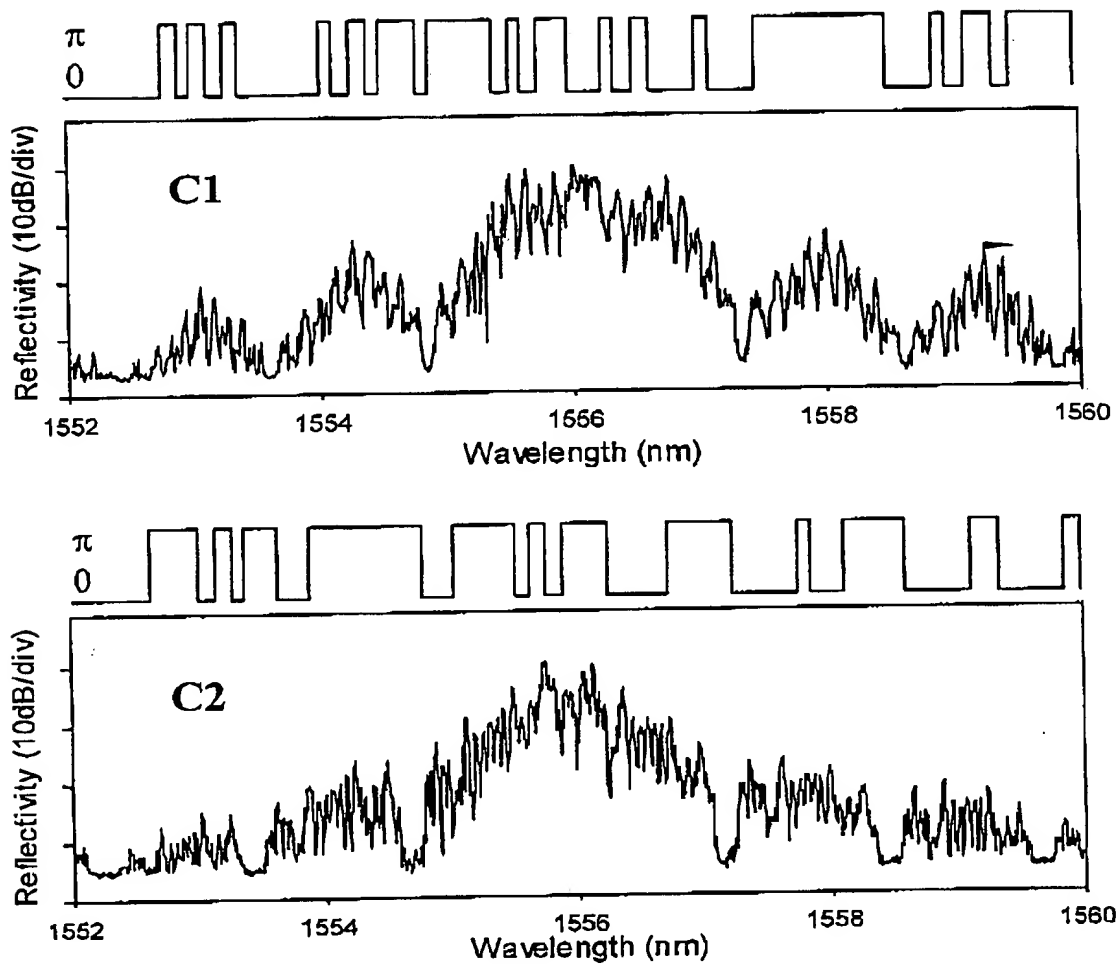 π
0
Reflectivity (10dB/div)
C1
1552 1554 1556 1558 1560
Wavelength (nm)
π
0
Reflectivity (10dB/div)
C2
1552 1554 1556 1558 1560
Wavelength (nm)